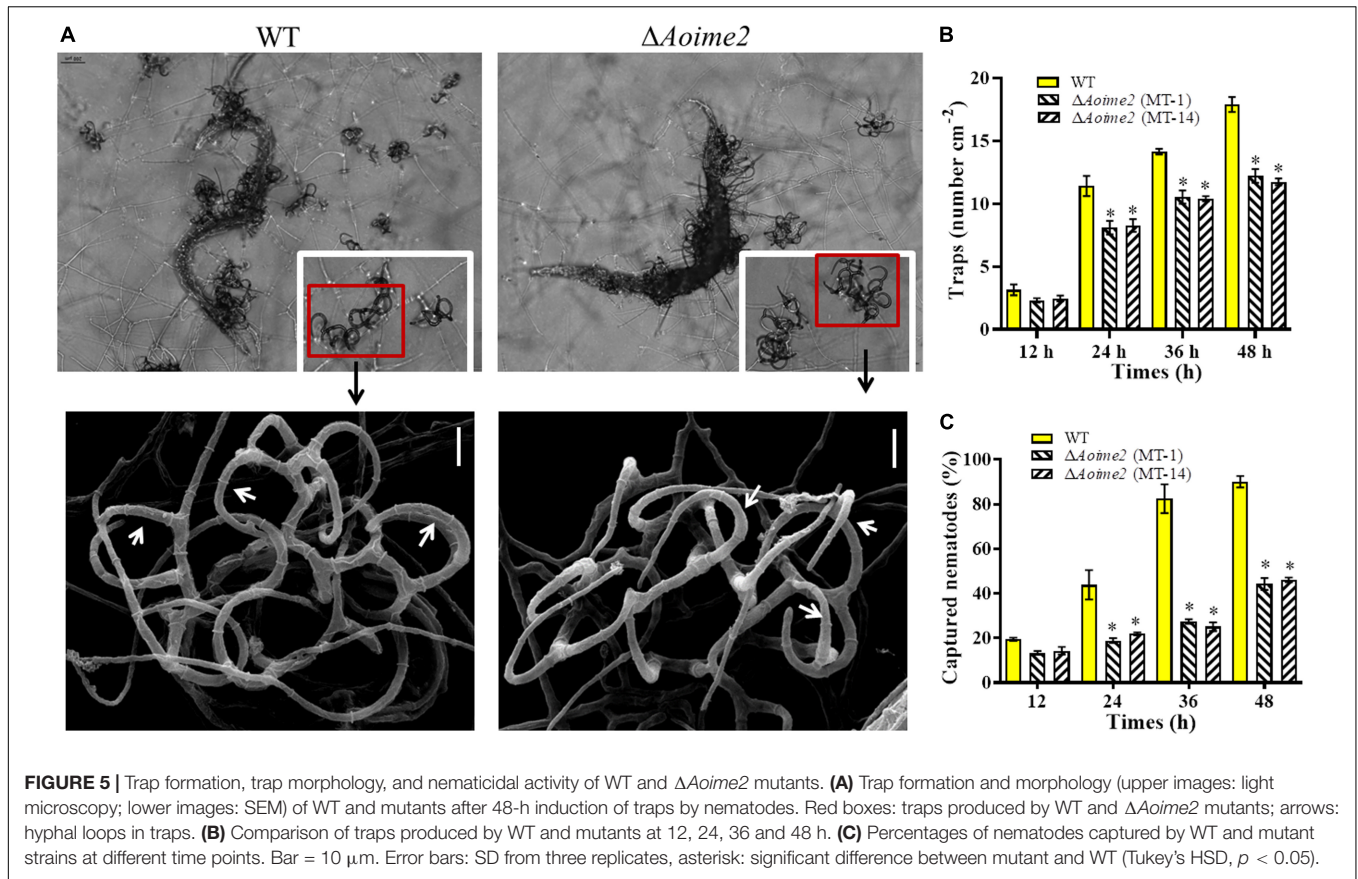 A
WT
ΔAoime2
B
WT
ΔAoime2 (MT-1)
ΔAoime2 (MT-14)
Traps (number cm⁻²)
20
15
10
5
0
* * * * * *
12 h 24 h 36 h 48 h
Times (h)
C
WT
ΔAoime2 (MT-1)
ΔAoime2 (MT-14)
Captured nematodes (%)
100
80
60
40
20
0
* * * * * *
12 24 36 48
Times (h)
FIGURE 5 | Trap formation, trap morphology, and nematicidal activity of WT and ΔAoime2 mutants. (A) Trap formation and morphology (upper images: light
microscopy; lower images: SEM) of WT and mutants after 48-h induction of traps by nematodes. Red boxes: traps produced by WT and ΔAoime2 mutants; arrows:
hyphal loops in traps. (B) Comparison of traps produced by WT and mutants at 12, 24, 36 and 48 h. (C) Percentages of nematodes captured by WT and mutant
strains at different time points. Bar = 10 μm. Error bars: SD from three replicates, asterisk: significant difference between mutant and WT (Tukey's HSD, p < 0.05).